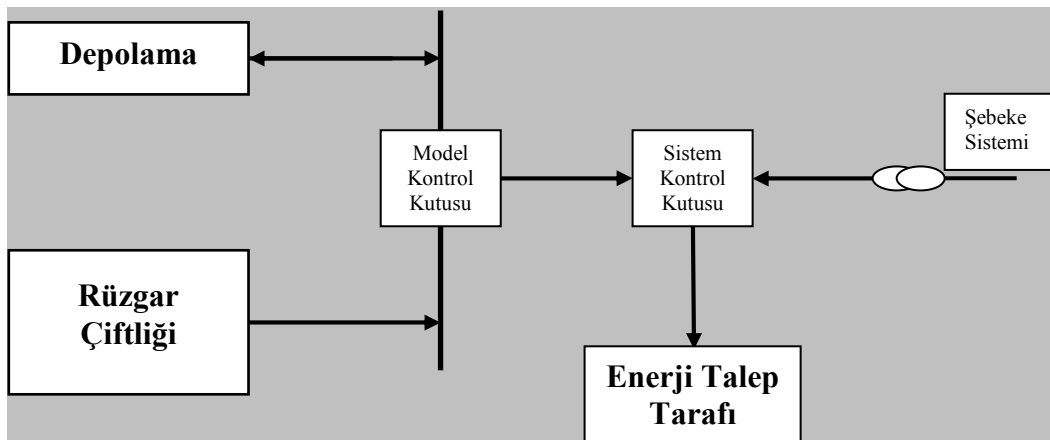 Depolama
Model
Kontrol
Kutusu
Sistem
Kontrol
Kutusu
Şebeke
Sistemi
Rüzgar
Çiftliği
Enerji Talep
Tarafı